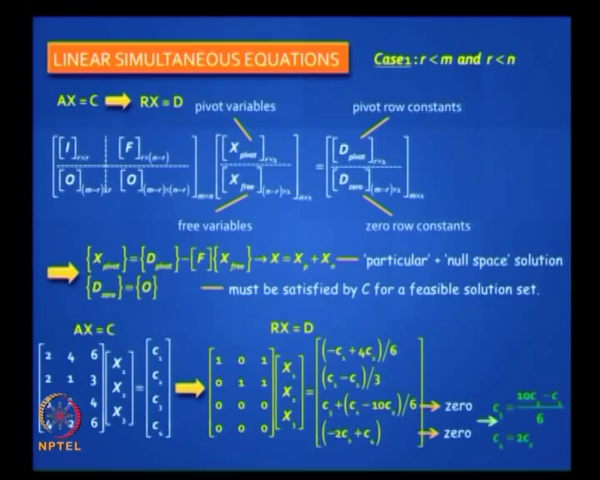 LINEAR SIMULTANEOUS EQUATIONS
Case1: r < m and r < n
AX = C ➡ RX = D
pivot variables
pivot row constants
[[I]r×r [F]r×(n−r) [O](m−r)×r [O](m−r)×(n−r)]m×n [[Xpivot]r×1 [Xfree](n−r)×1]n×1 = [[Dpivot]r×1 [Dzero](m−r)×1]m×1
free variables
zero row constants
{Xpivot} = {Dpivot} − [F]{Xfree} → X = Xp + Xn — 'particular' + 'null space' solution
{Dzero} = {O} — must be satisfied by C for a feasible solution set.
AX = C
RX = D
2 4 6 X1 = c1
2 1 3 X2 c2
4 X3 c3
6 c4
1 0 1 X1 = (−c1 + 4c2)/6
0 1 1 X2 (c1 − c2)/3
0 0 0 X3 c3 + (c1 − 10c2)/6 → zero
0 0 0 (−2c2 + c4) → zero
c3 = (10c2 − c1)/6
c4 = 2c2
NPTEL